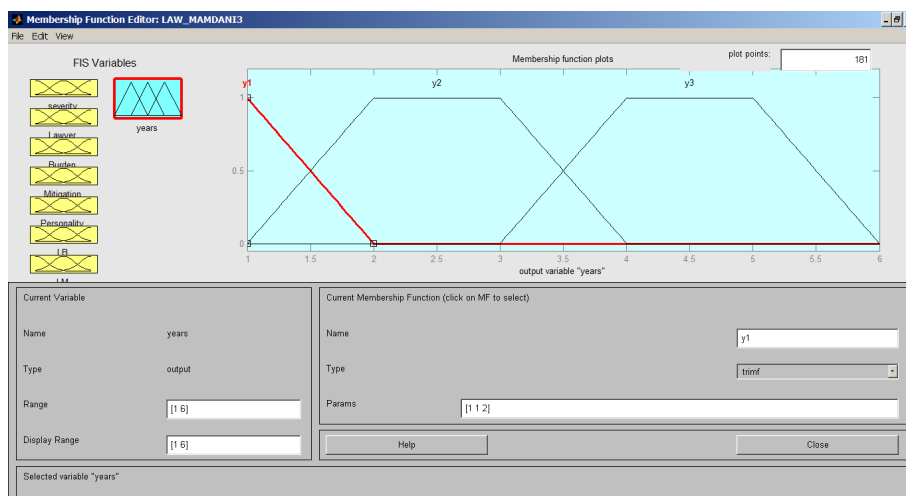 Membership Function Editor: LAW_MAMDANI3
File Edit View
FIS Variables
Membership function plots
plot points:
181
severity
Lawyer
Burden
Mitigation
Personality
LB
LM
years
y1
y2
y3
1
0.5
0
1 1.5 2 2.5 3 3.5 4 4.5 5 5.5 6
output variable "years"
Current Variable
Name years
Type output
Range [1 6]
Display Range [1 6]
Current Membership Function (click on MF to select)
Name y1
Type trimf
Params [1 1 2]
Help Close
Selected variable "years"